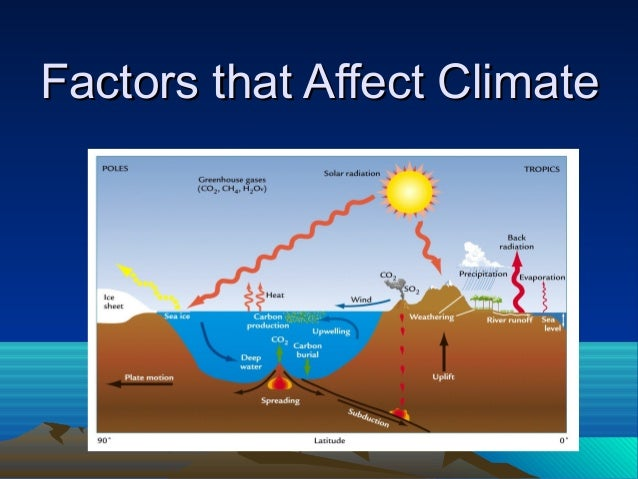 Factors that Affect Climate
POLES
Greenhouse gases
(CO₂, CH₄, H₂Oᵥ)
Solar radiation
TROPICS
Back
radiation
CO₂
SO₂
Precipitation
Evaporation
Ice
sheet
Heat
Wind
Sea ice
Carbon
production
Upwelling
Weathering
River runoff
Sea
level
CO₂
Carbon
burial
Deep
water
Plate motion
Spreading
Uplift
Subduction
90°
Latitude
0°